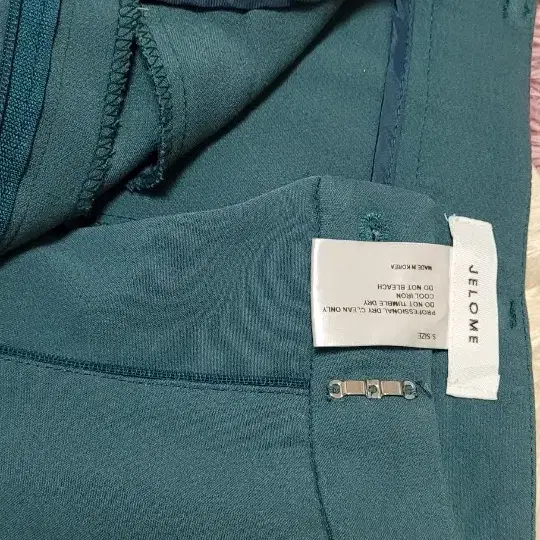 JELOME
S SIZE
PROFESSIONAL DRY CLEAN ONLY
DO NOT TUMBLE DRY
COOL IRON
DO NOT BLEACH
MADE IN KOREA